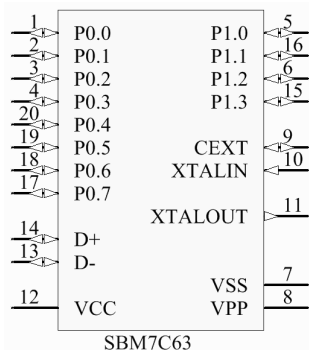 1 P0.0 P1.0 5
2 P0.1 P1.1 16
3 P0.2 P1.2 6
4 P0.3 P1.3 15
20 P0.4
19 P0.5 CEXT 9
18 P0.6 XTALIN 10
17 P0.7
XTALOUT 11
14 D+
13 D-
VSS 7
12 VCC VPP 8
SBM7C63